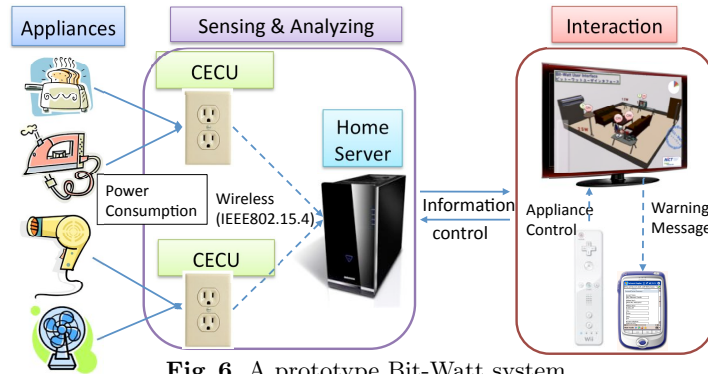 Appliances
Sensing & Analyzing
Interaction
CECU
Home
Server
Power
Consumption
Wireless
(IEEE802.15.4)
Information
control
Appliance
Control
Warning
Message
CECU
Wii
Fig. 6. A prototype Bit-Watt system